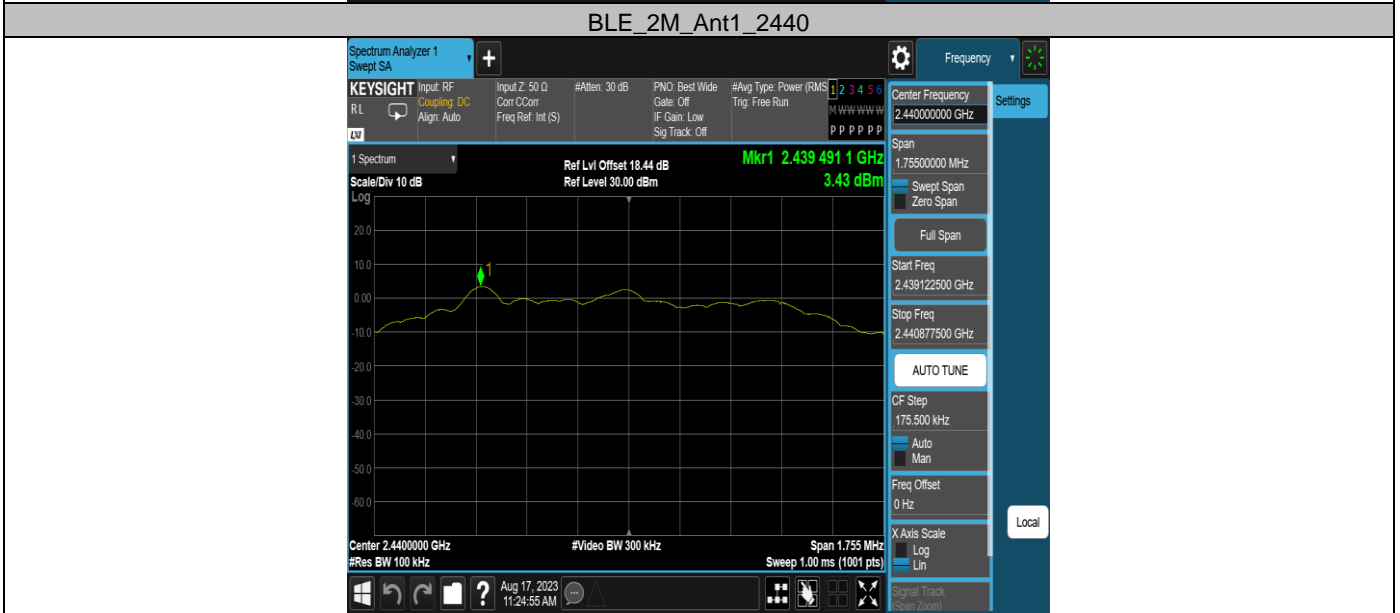 BLE_2M_Ant1_2440
Spectrum Analyzer 1
Swept SA
Frequency
KEYSIGHT
RL
LXI
Input: RF
Coupling: DC
Align: Auto
Input Z: 50 Ω
Corr CCorr
Freq Ref: Int (S)
#Atten: 30 dB
PNO: Best Wide
Gate: Off
IF Gain: Low
Sig Track: Off
#Avg Type: Power (RMS
Trig: Free Run
1 2 3 4 5 6
M W W W W W
P P P P P P
Center Frequency
2.440000000 GHz
Settings
Span
1.75500000 MHz
Swept Span
Zero Span
Full Span
Start Freq
2.439122500 GHz
Stop Freq
2.440877500 GHz
AUTO TUNE
CF Step
175.500 kHz
Auto
Man
Freq Offset
0 Hz
X Axis Scale
Log
Lin
Signal Track
(Span Zoom)
Local
1 Spectrum
Scale/Div 10 dB
Log
Ref Lvl Offset 18.44 dB
Ref Level 30.00 dBm
Mkr1 2.439 491 1 GHz
3.43 dBm
20.0
10.0
1
0.00
-10.0
-20.0
-30.0
-40.0
-50.0
-60.0
Center 2.4400000 GHz
#Res BW 100 kHz
#Video BW 300 kHz
Span 1.755 MHz
Sweep 1.00 ms (1001 pts)
Aug 17, 2023
11:24:55 AM